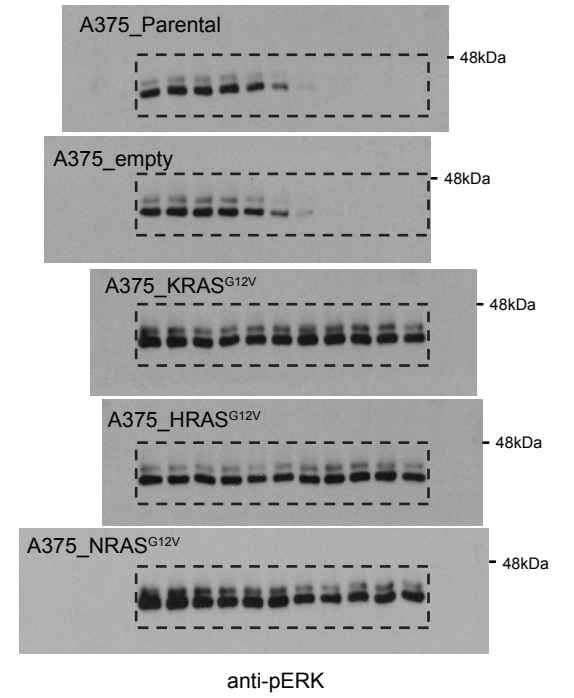 A375_Parental
48kDa
A375_empty
48kDa
A375_KRASG12V
48kDa
A375_HRASG12V
48kDa
A375_NRASG12V
48kDa
anti-pERK